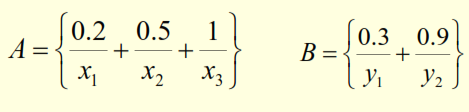 A = { 0.2/x₁ + 0.5/x₂ + 1/x₃ }   B = { 0.3/y₁ + 0.9/y₂ }